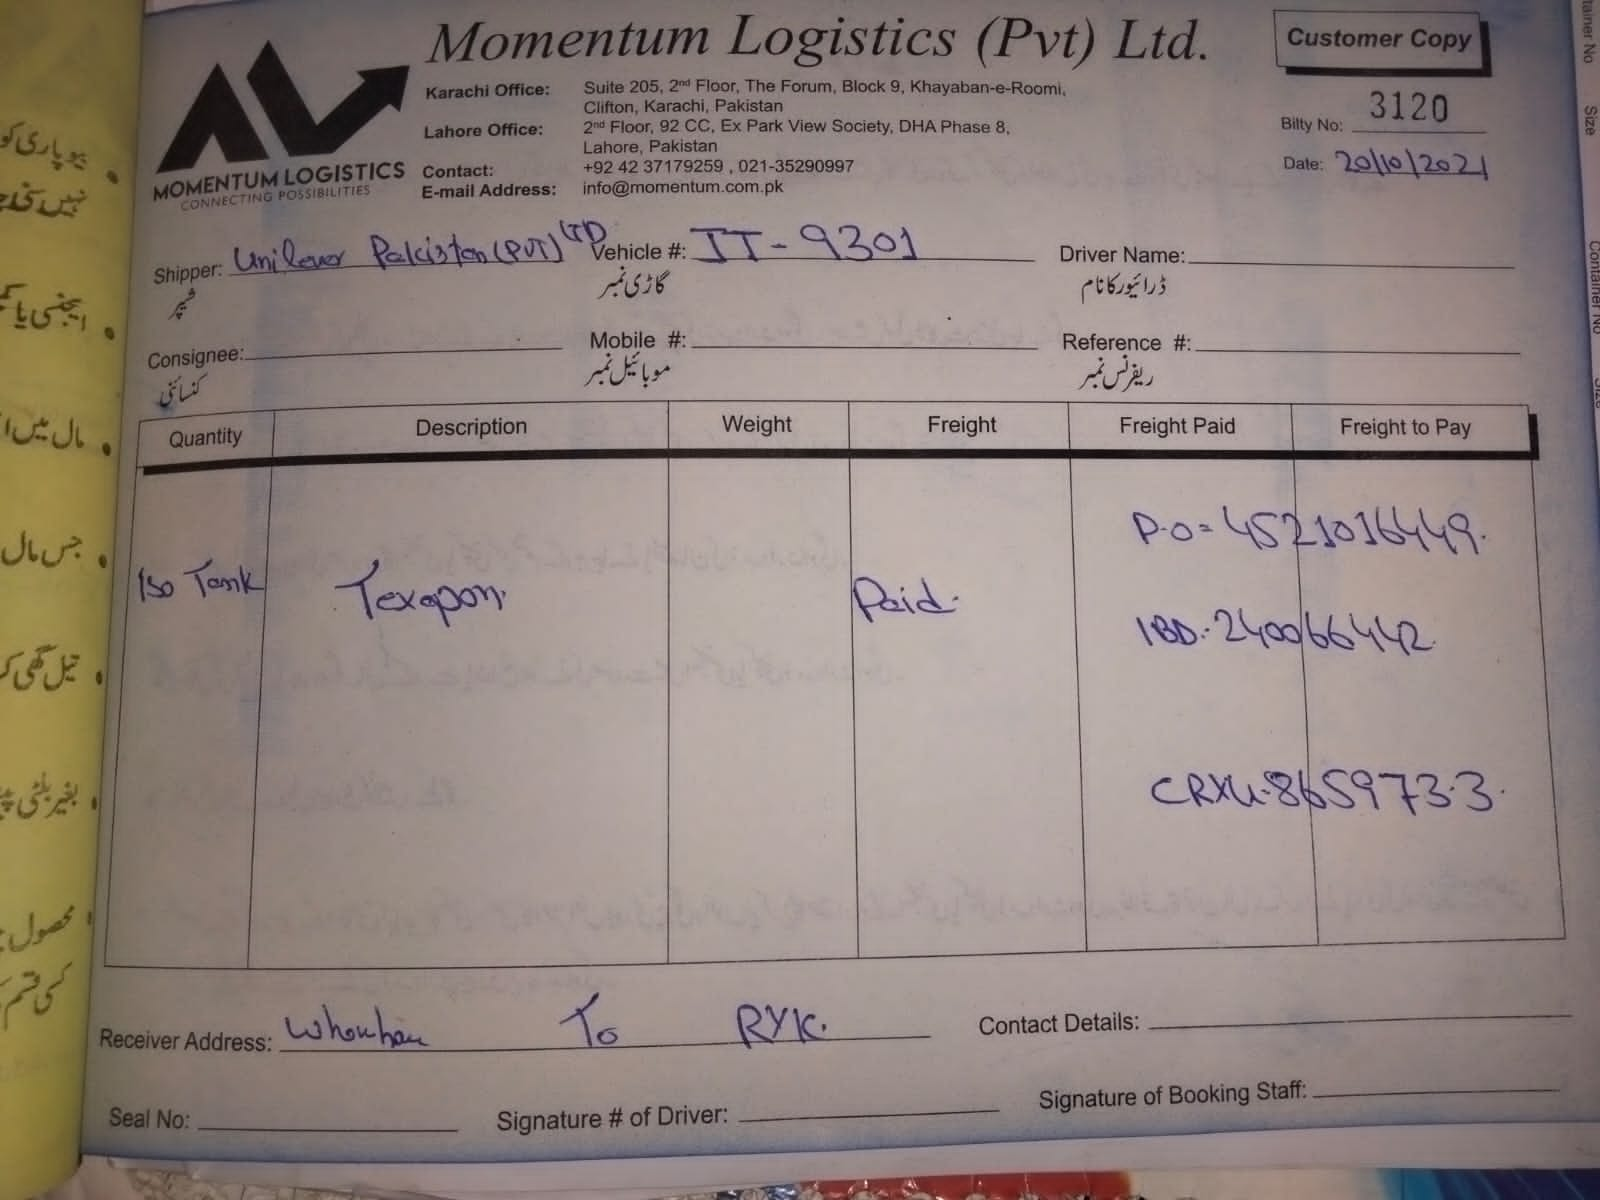 Momentum Logistics (Pvt) Ltd.
Customer Copy
MOMENTUM LOGISTICS
CONNECTING POSSIBILITIES
Karachi Office: Suite 205, 2nd Floor, The Forum, Block 9, Khayaban-e-Roomi,
Clifton, Karachi, Pakistan
Lahore Office: 2nd Floor, 92 CC, Ex Park View Society, DHA Phase 8,
Lahore, Pakistan
Contact: +92 42 37179259 , 021-35290997
E-mail Address: info@momentum.com.pk
Bilty No: 3120
Date: 20/10/2021
Shipper: Unilever Pakistan (PVT) LTD Vehicle #: JT-9301 Driver Name:
شپر گاڑی نمبر ڈرائیور کا نام
Consignee: Mobile #: Reference #:
کنسائنی موبائیل نمبر ریفرنس نمبر
Quantity Description Weight Freight Freight Paid Freight to Pay
P.O = 4521016449.
Iso Tank Texapon. Paid.
IBD. 240066442.
CRXU.865973.3.
Receiver Address: To RYK. Contact Details:
Seal No: Signature # of Driver: Signature of Booking Staff:
بیوپاری کو
نہیں
ایجنسی یا
مال میں
جس مال
تیل گھی
بغیر بلٹی
محصول
کسی قسم
Container No
Size